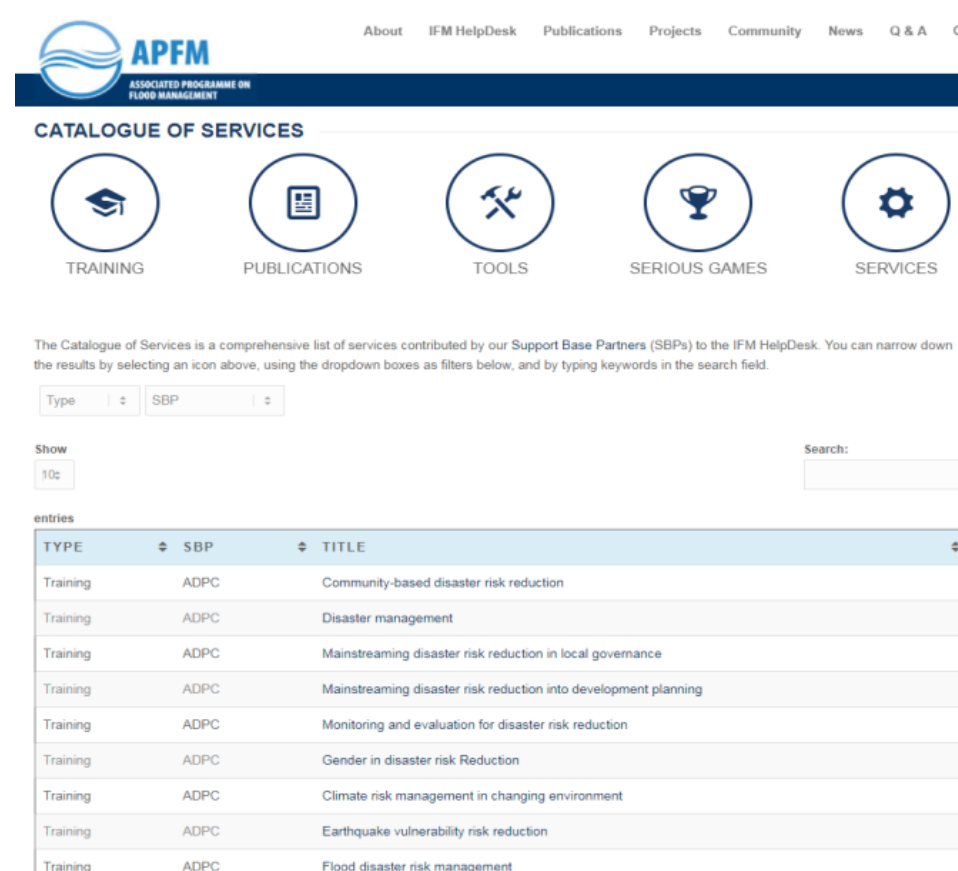 About IFM HelpDesk Publications Projects Community News Q & A
APFM
ASSOCIATED PROGRAMME ON
FLOOD MANAGEMENT
CATALOGUE OF SERVICES
TRAINING PUBLICATIONS TOOLS SERIOUS GAMES SERVICES
The Catalogue of Services is a comprehensive list of services contributed by our Support Base Partners (SBPs) to the IFM HelpDesk. You can narrow down
the results by selecting an icon above, using the dropdown boxes as filters below, and by typing keywords in the search field.
Type SBP
Show Search:
10
entries
TYPE SBP TITLE
Training ADPC Community-based disaster risk reduction
Training ADPC Disaster management
Training ADPC Mainstreaming disaster risk reduction in local governance
Training ADPC Mainstreaming disaster risk reduction into development planning
Training ADPC Monitoring and evaluation for disaster risk reduction
Training ADPC Gender in disaster risk Reduction
Training ADPC Climate risk management in changing environment
Training ADPC Earthquake vulnerability risk reduction
Training ADPC Flood disaster risk management